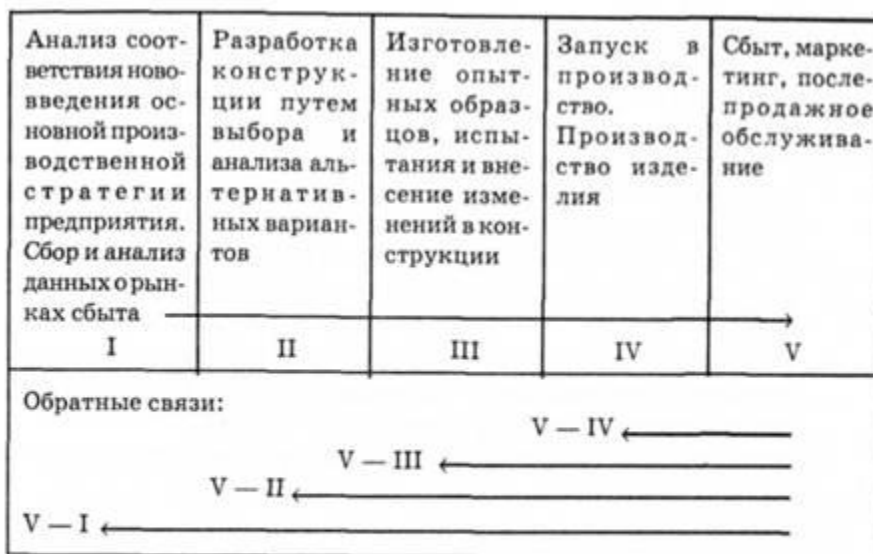 Анализ соот-
ветствия ново-
введения ос-
новной произ-
водственной
стратегии
предприятия.
Сбор и анализ
данных о рын-
ках сбыта
I
Разработка
конструк-
ции путем
выбора и
анализа аль-
тернатив-
ных вариан-
тов
II
Изготовле-
ние опыт-
ных образ-
цов, испы-
тания и вне-
сение изме-
нений в кон-
струкции
III
Запуск в
производ-
ство.
Производ-
ство изде-
лия
IV
Сбыт, марке-
тинг, после-
продажное
обслужива-
ние
V
Обратные связи:
V — IV
V — III
V — II
V — I